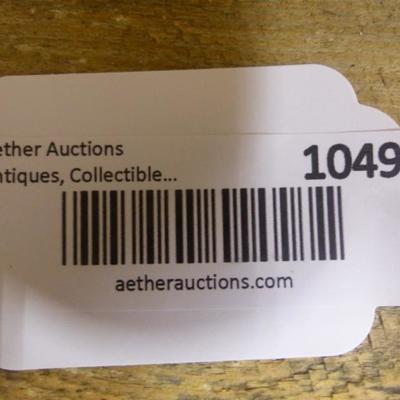 ether Auctions
ntiques, Collectible...
1049
aetherauctions.com